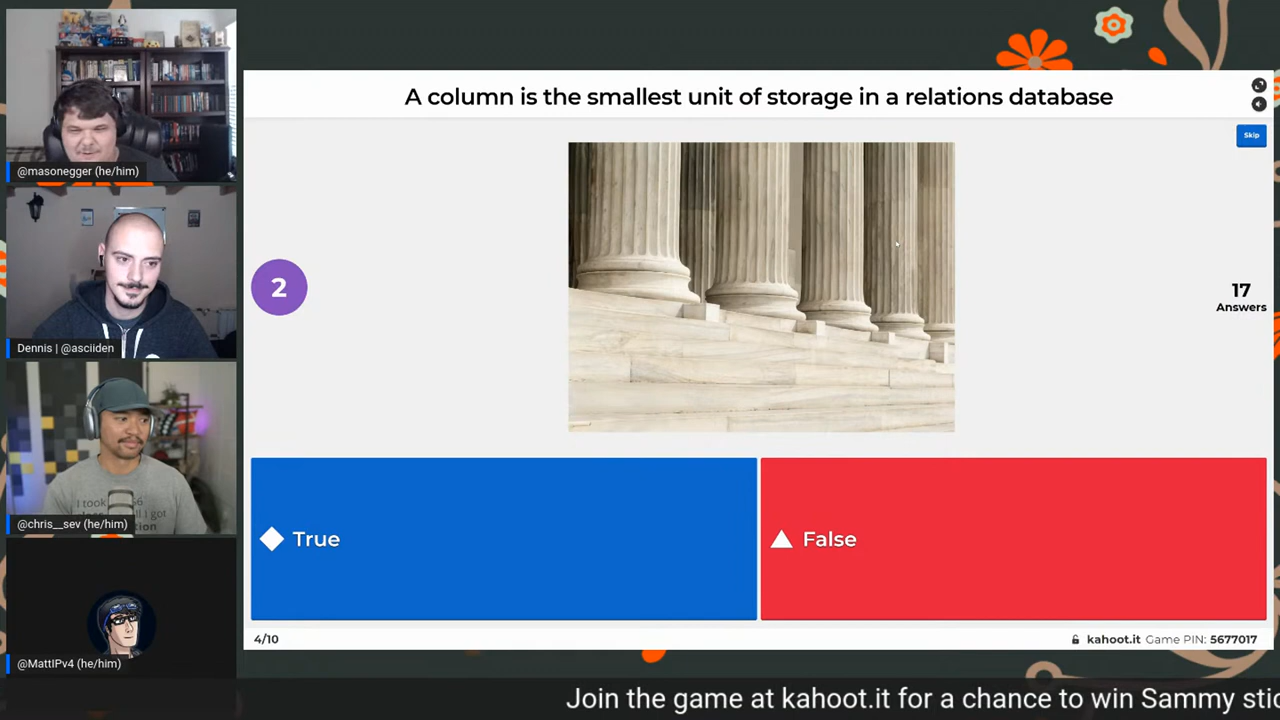 A column is the smallest unit of storage in a relations database
Skip
@masonegger (he/him)
2
17
Answers
Dennis | @asciiden
True
False
I took
@chris__sev (he/him)
4/10
kahoot.it Game PIN: 5677017
@MattIPv4 (he/him)
Join the game at kahoot.it for a chance to win Sammy stic